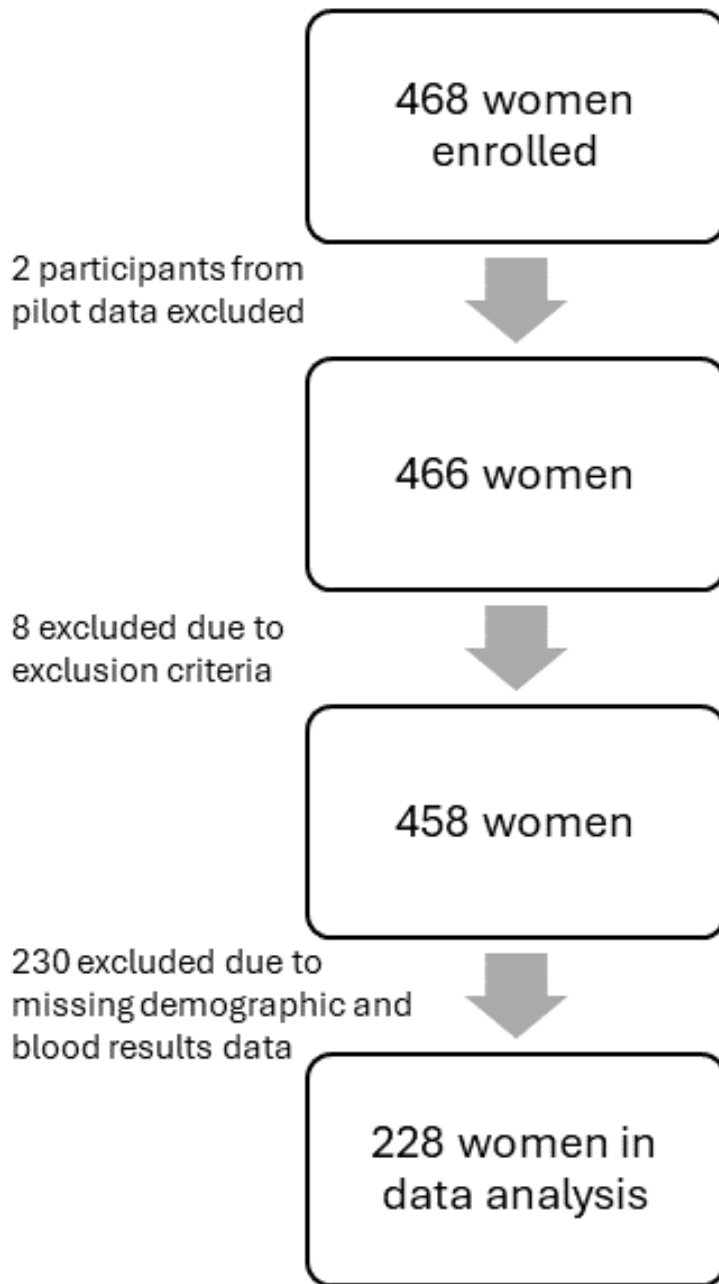 468 women
enrolled
2 participants from
pilot data excluded
466 women
8 excluded due to
exclusion criteria
458 women
230 excluded due to
missing demographic and
blood results data
228 women in
data analysis